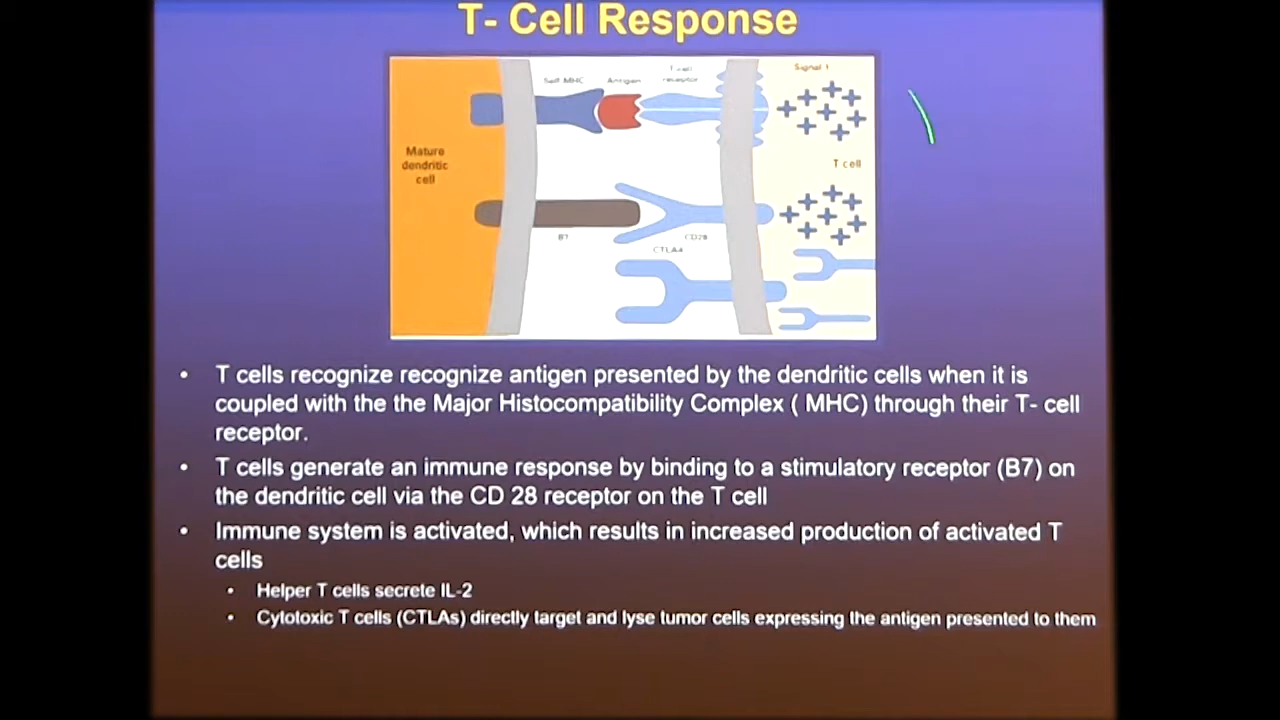 T- Cell Response
Self MHC
Antigen
T-cell
receptor
Signal 1
Mature
dendritic
cell
T cell
B7
CD28
CTLA4
• T cells recognize recognize antigen presented by the dendritic cells when it is
coupled with the the Major Histocompatibility Complex ( MHC) through their T- cell
receptor.
• T cells generate an immune response by binding to a stimulatory receptor (B7) on
the dendritic cell via the CD 28 receptor on the T cell
• Immune system is activated, which results in increased production of activated T
cells
• Helper T cells secrete IL-2
• Cytotoxic T cells (CTLAs) directly target and lyse tumor cells expressing the antigen presented to them